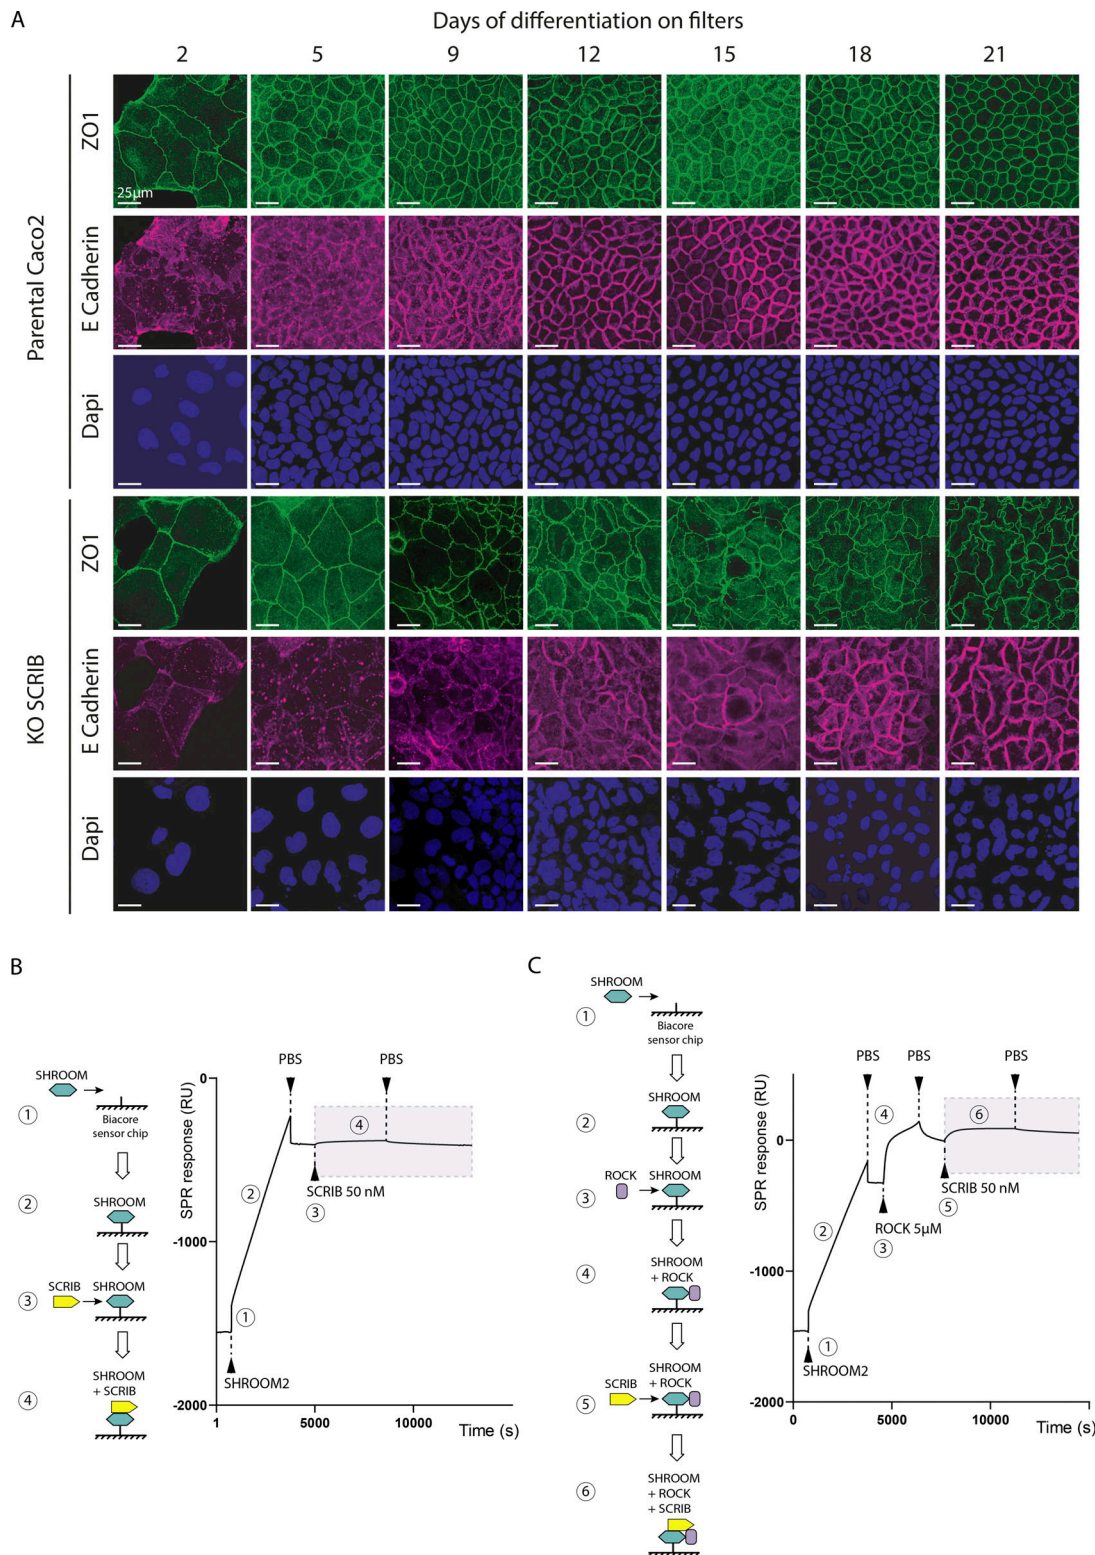 A
Days of differentiation on filters
2 5 9 12 15 18 21
Parental Caco2
ZO1
25μm
E Cadherin
Dapi
KO SCRIB
ZO1
E Cadherin
Dapi
B
SHROOM
①
Biacore
sensor chip
②
SHROOM
③
SCRIB
SHROOM
④
SHROOM
+ SCRIB
SPR response (RU)
0
-1000
-2000
1 5000 10000
Time (s)
PBS
PBS
④
②
SCRIB 50 nM
③
①
SHROOM2
C
SHROOM
①
Biacore
sensor chip
②
SHROOM
③
ROCK
SHROOM
④
SHROOM
+ ROCK
⑤
SCRIB
SHROOM
+ ROCK
⑥
SHROOM
+ ROCK
+ SCRIB
SPR response (RU)
0
-1000
-2000
0 5000 10000
Time (s)
PBS
PBS
PBS
④
⑥
②
SCRIB 50 nM
⑤
ROCK 5μM
③
①
SHROOM2